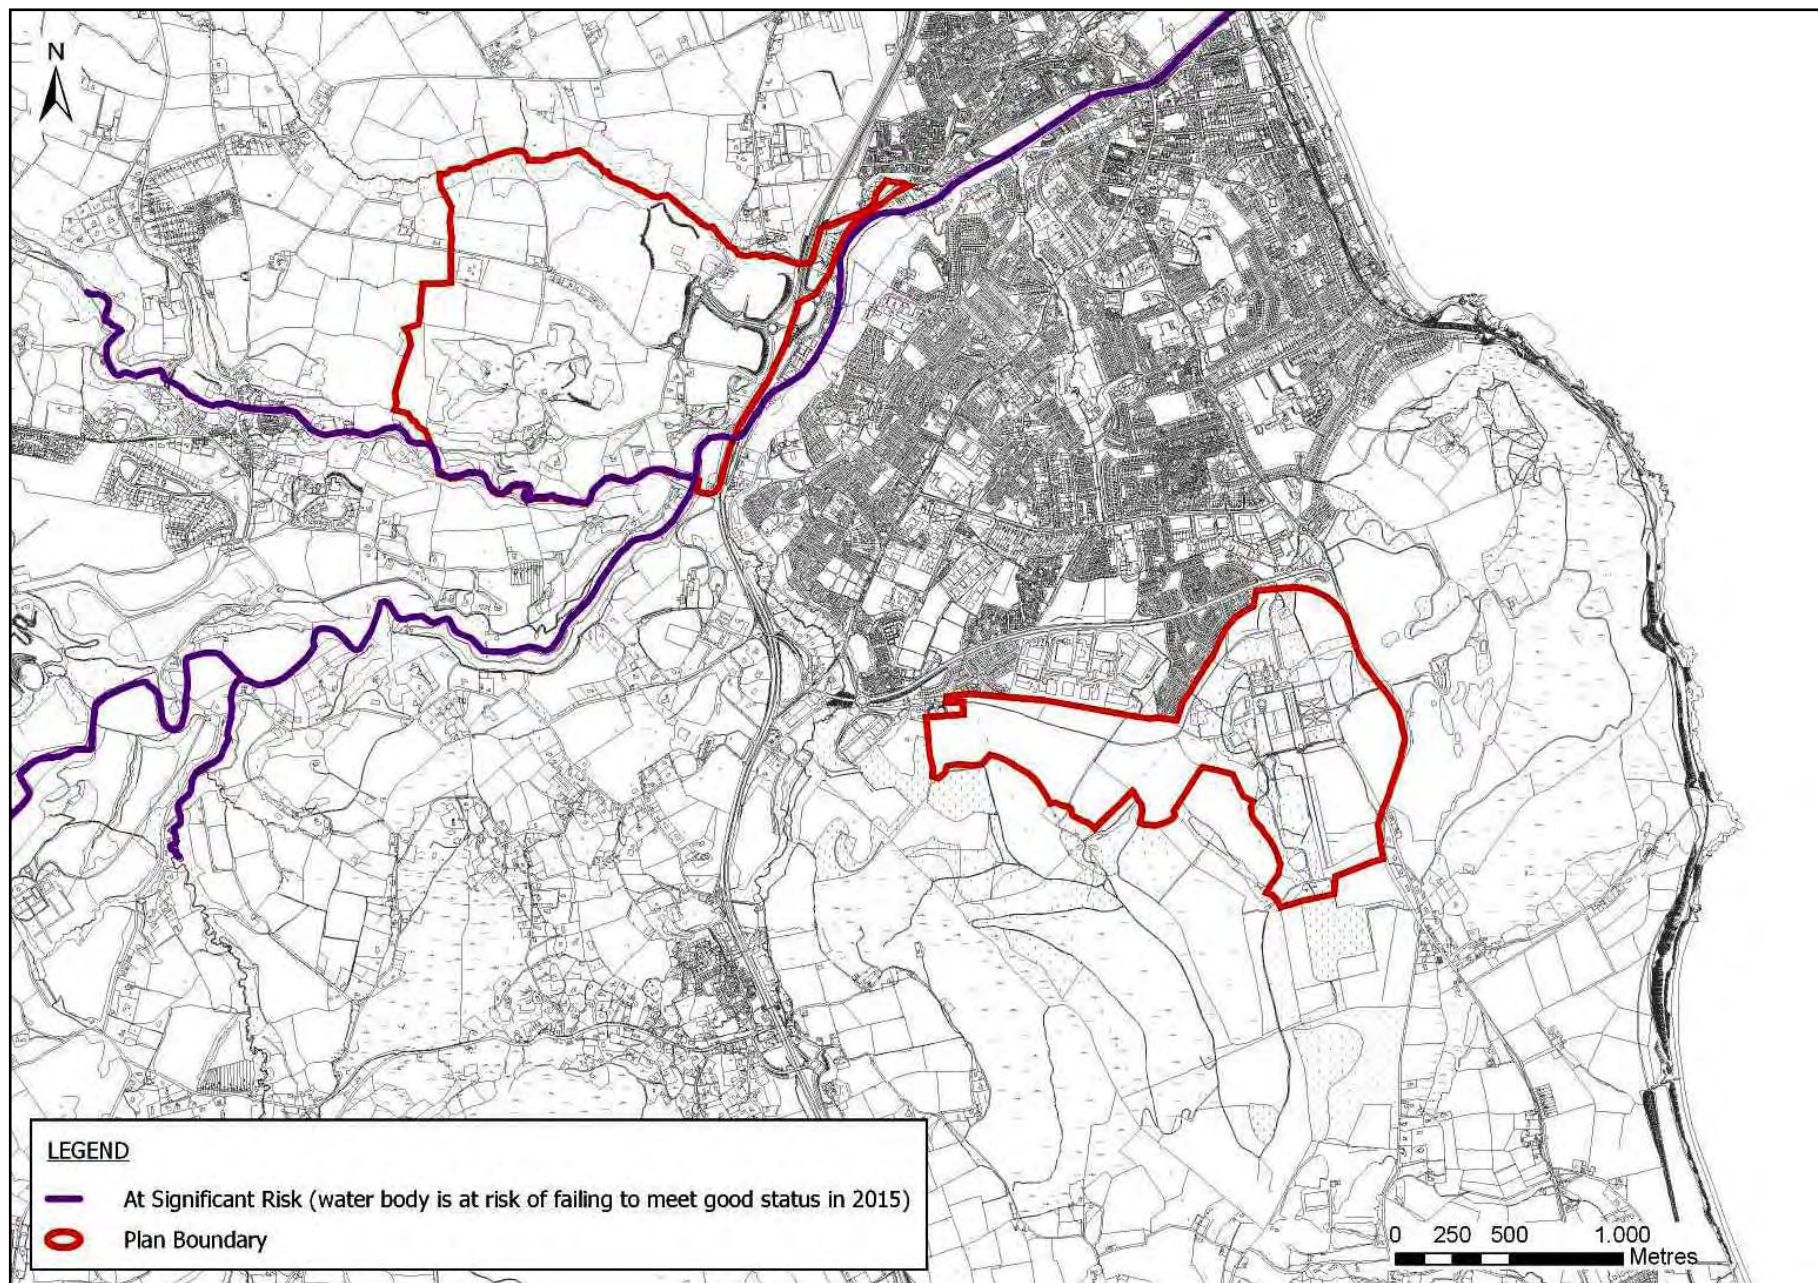 N
LEGEND
At Significant Risk (water body is at risk of failing to meet good status in 2015)
Plan Boundary
0 250 500 1.000
Metres